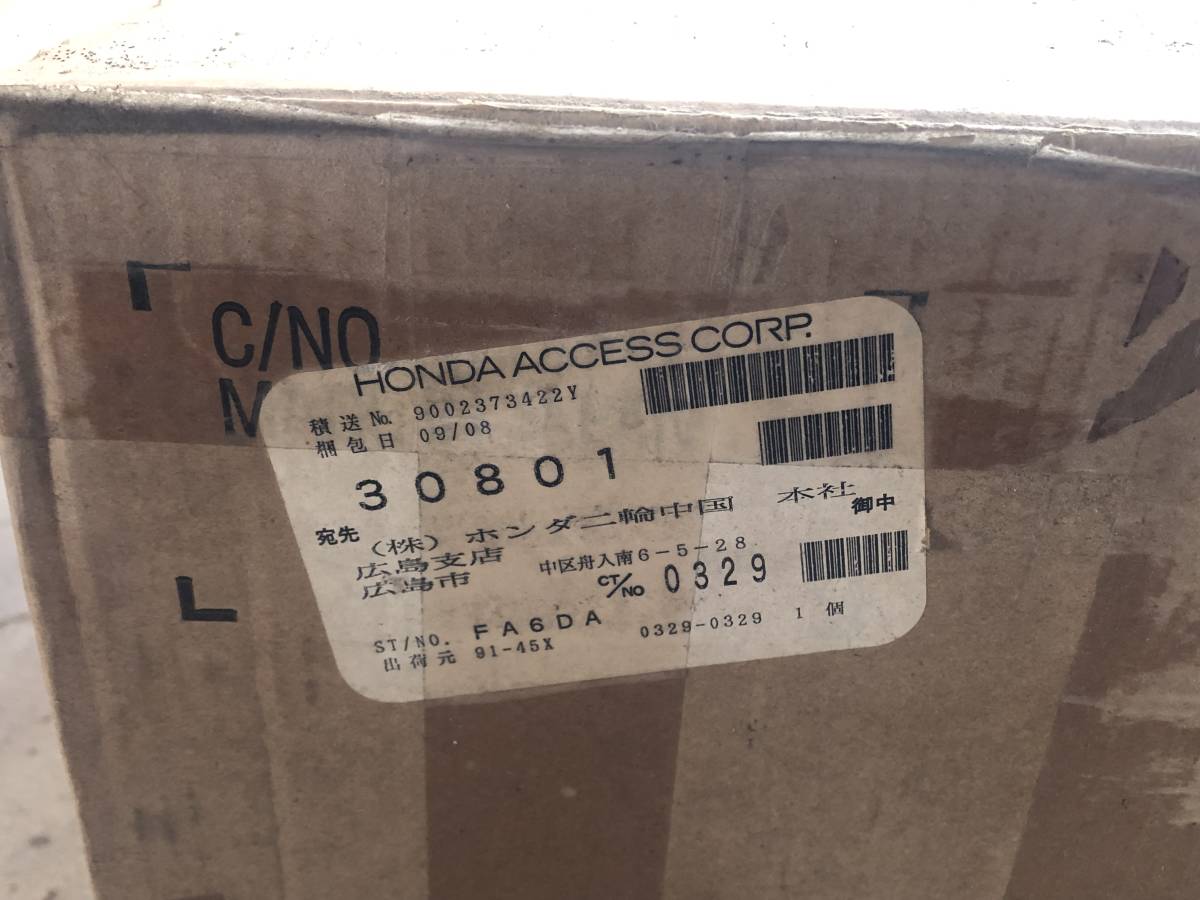 C/NO
M
HONDA ACCESS CORP.
積送No. 9002373422Y
梱包日 09/08
30801
宛先 (株)ホンダ二輪中国 本社 御中
広島支店
広島市 中区舟入南6-5-28
CT/NO 0329
ST/NO. FA6DA
出荷元 91-45X 0329-0329 1個